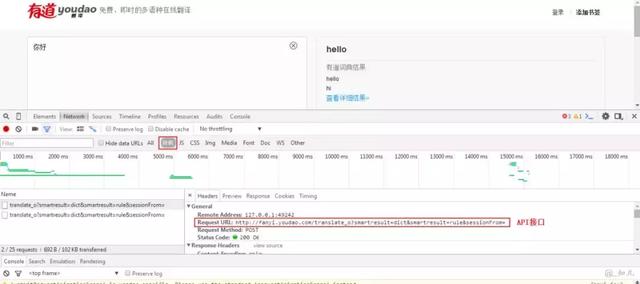 有道 youdao 翻译 免费、即时的多语种在线翻译
登录 添加书签
你好
hello
有道词典结果
hello
hi
查看详细结果»
Elements Network Sources Timeline Profiles Resources Security Audits Console
3 1
Preserve log Disable cache No throttling
Filter Hide data URLs All XHR JS CSS Img Media Font Doc WS Other
1000 ms 2000 ms 3000 ms 4000 ms 5000 ms 6000 ms 7000 ms 8000 ms 9000 ms 10000 ms 11000 ms 12000 ms 13000 ms 14000 ms 15000 ms 16000 ms 17000 ms 18000 ms
Name
Headers Preview Response Cookies Timing
translate_o?smartresult=dict&smartresult=rule&sessionFrom=
translate_o?smartresult=dict&smartresult=rule&sessionFrom=
General
Remote Address: 127.0.0.1:49242
Request URL: http://fanyi.youdao.com/translate_o?smartresult=dict&smartresult=rule&sessionFrom=
API接口
Request Method: POST
Status Code: 200 OK
Response Headers view source
2 / 25 requests | 692 B / 102 KB transferred
Console Search Emulation Rendering
<top frame> Preserve log